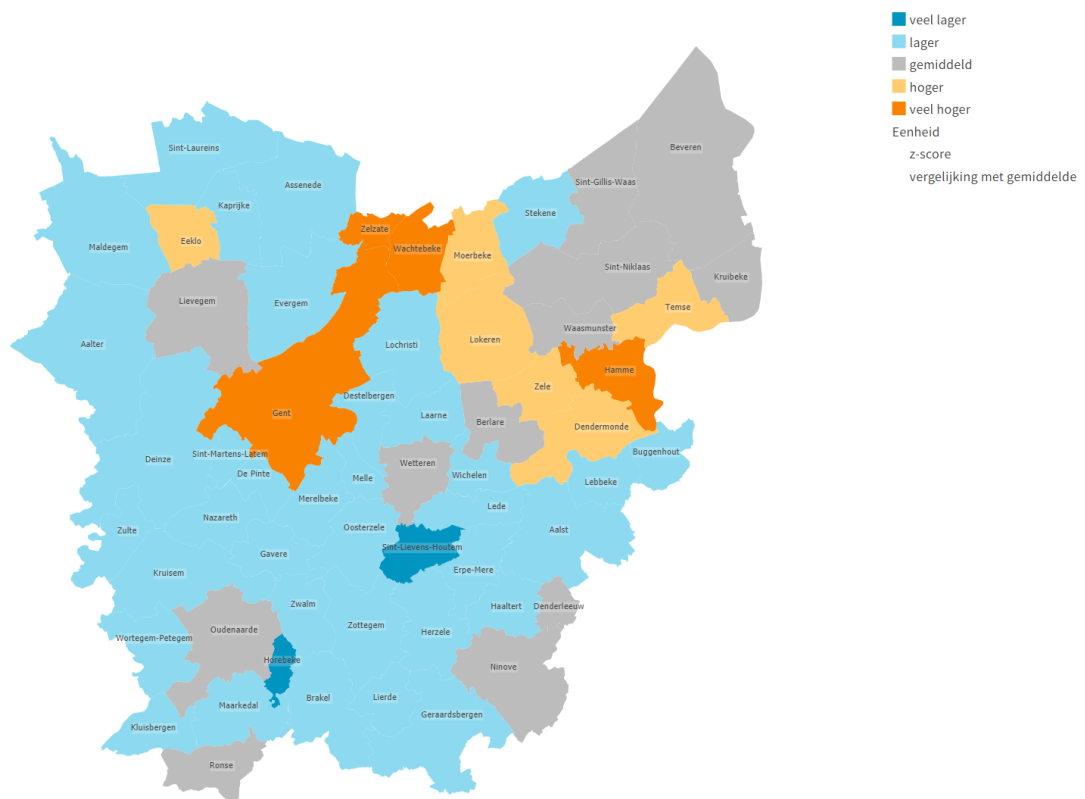 veel lager
lager
gemiddeld
hoger
veel hoger
Eenheid
z-score
vergelijking met gemiddelde
Beveren
Sint-Laureins
Sint-Gillis-Waas
Assenede
Kaprijke
Stekene
Zelzate
Eeklo
Maldegem
Wachtebeke
Moerbeke
Sint-Niklaas
Kruibeke
Lievegem
Evergem
Temse
Waasmunster
Lokeren
Aalter
Lochristi
Hamme
Zele
Destelbergen
Gent
Laarne
Berlare
Dendermonde
Buggenhout
Sint-Martens-Latem
Deinze
Wetteren
De Pinte
Melle
Wichelen
Lebbeke
Merelbeke
Lede
Nazareth
Oosterzele
Aalst
Zulte
Sint-Lievens-Houtem
Gavere
Erpe-Mere
Kruisem
Zwalm
Haaltert
Denderleeuw
Zottegem
Oudenaarde
Herzele
Wortegem-Petegem
Horebeke
Ninove
Brakel
Lierde
Maarkedal
Geraardsbergen
Kluisbergen
Ronse